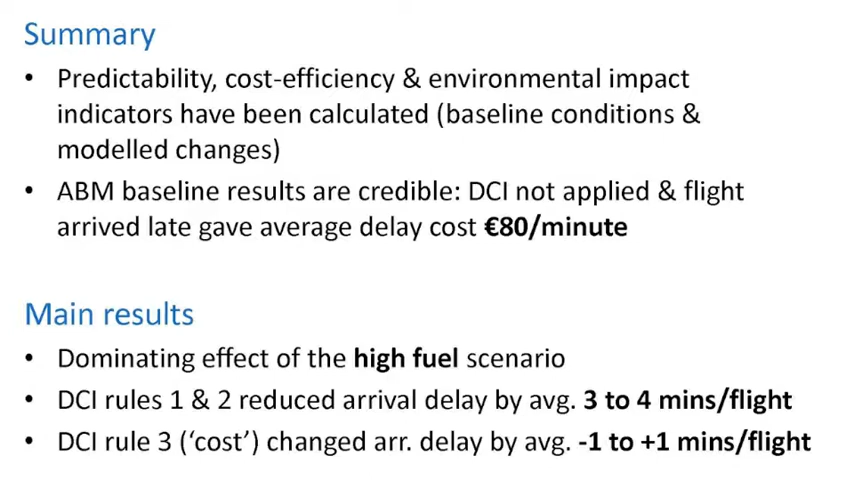 Summary
• Predictability, cost-efficiency & environmental impact
indicators have been calculated (baseline conditions &
modelled changes)
• ABM baseline results are credible: DCI not applied & flight
arrived late gave average delay cost €80/minute
Main results
• Dominating effect of the high fuel scenario
• DCI rules 1 & 2 reduced arrival delay by avg. 3 to 4 mins/flight
• DCI rule 3 (‘cost’) changed arr. delay by avg. -1 to +1 mins/flight